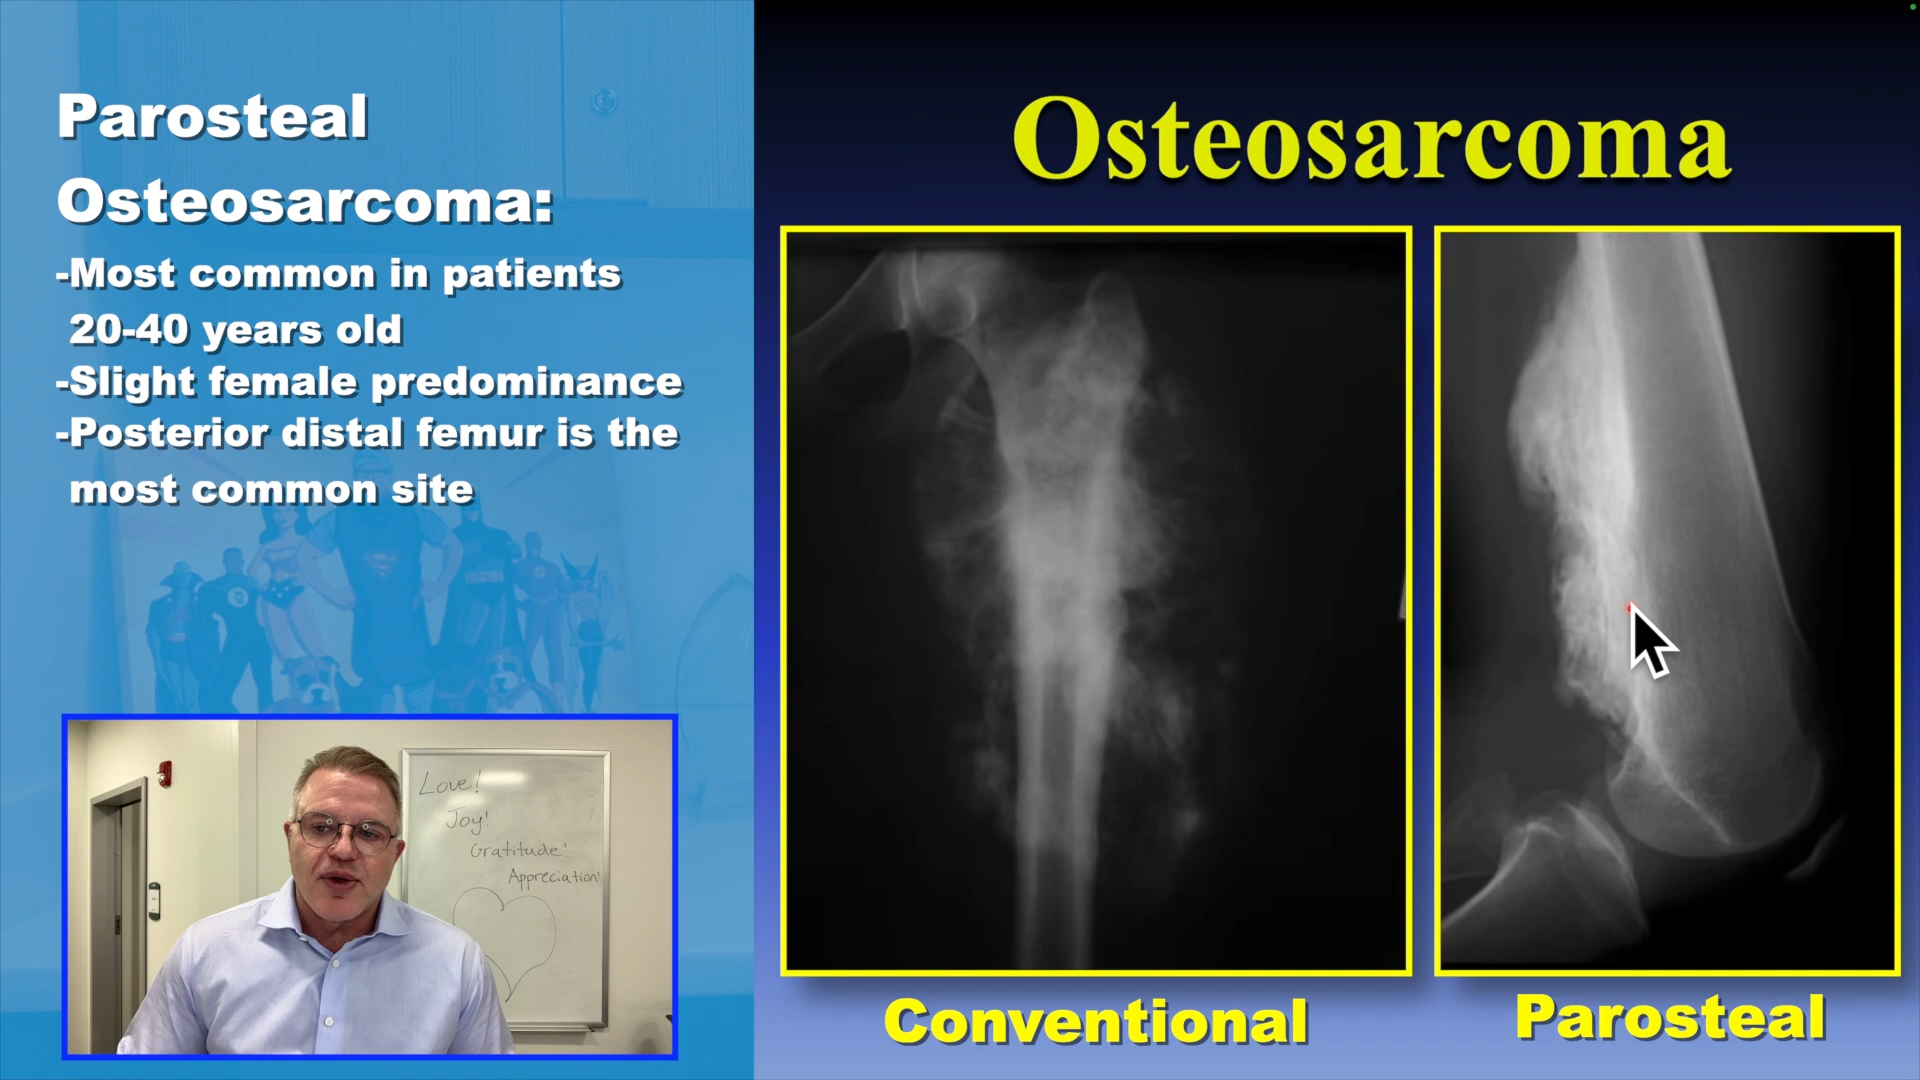 Parosteal
Osteosarcoma:
-Most common in patients
20-40 years old
-Slight female predominance
-Posterior distal femur is the
most common site
Love!
Joy!
Gratitude!
Appreciation!
Osteosarcoma
Conventional
Parosteal